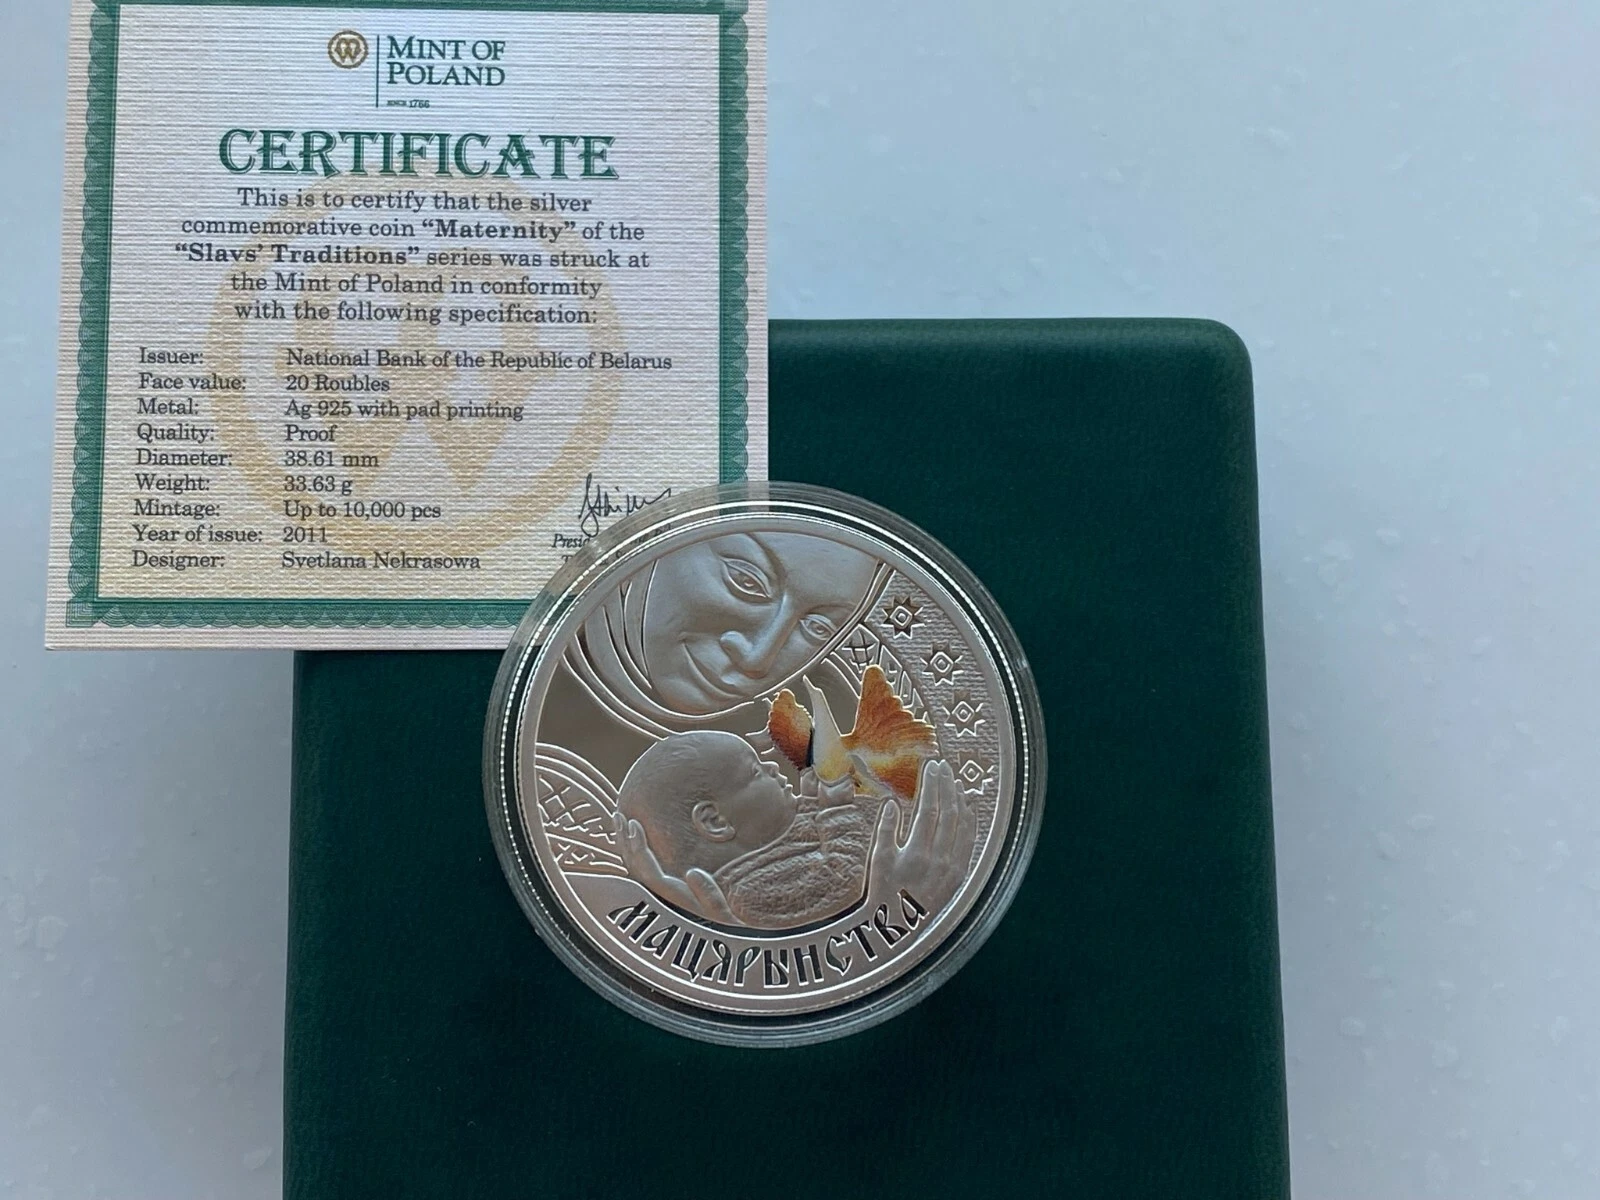 MINT OF
POLAND
SINCE 1766
CERTIFICATE
This is to certify that the silver
commemorative coin “Maternity” of the
“Slavs’ Traditions” series was struck at
the Mint of Poland in conformity
with the following specification:
Issuer: National Bank of the Republic of Belarus
Face value: 20 Roubles
Metal: Ag 925 with pad printing
Quality: Proof
Diameter: 38.61 mm
Weight: 33.63 g
Mintage: Up to 10,000 pcs
Year of issue: 2011
Designer: Svetlana Nekrasowa
МАЦЯРЫНСТВА